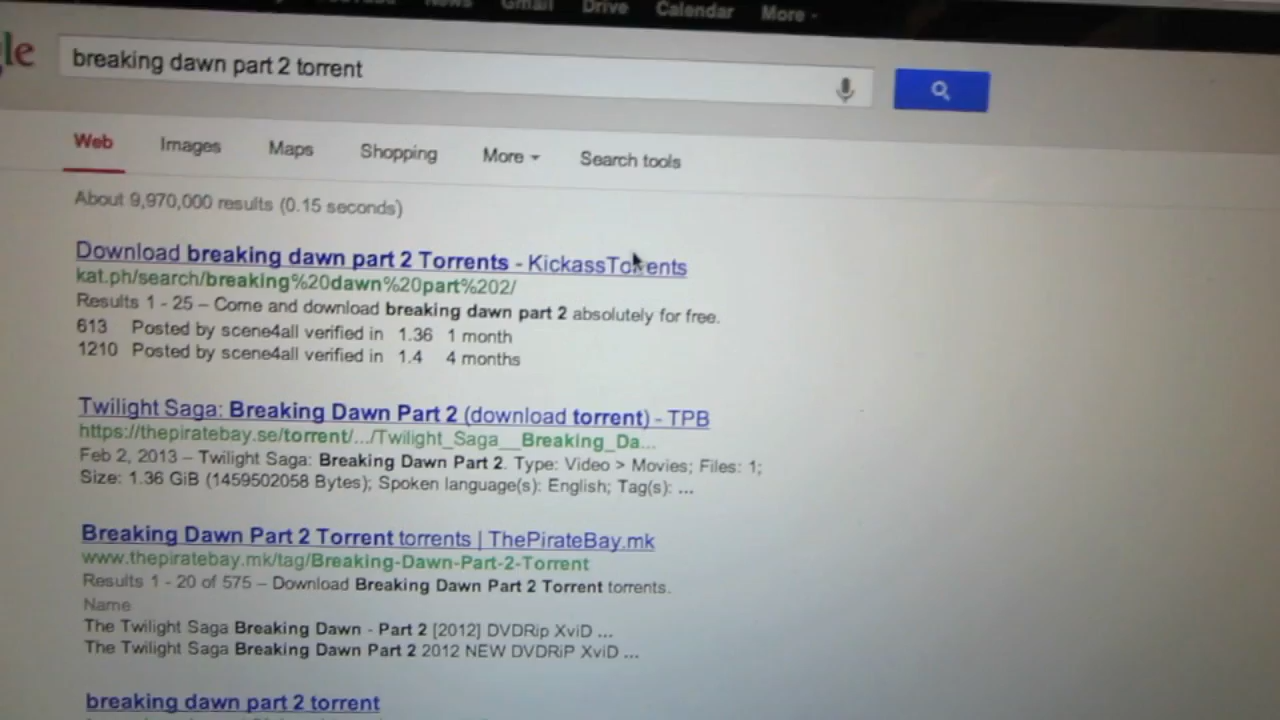 Gmail Drive Calendar More
le
breaking dawn part 2 torrent
Web Images Maps Shopping More Search tools
About 9,970,000 results (0.15 seconds)
Download breaking dawn part 2 Torrents - KickassTorrents
kat.ph/search/breaking%20dawn%20part%202/
Results 1 - 25 – Come and download breaking dawn part 2 absolutely for free.
613 Posted by scene4all verified in 1.36 1 month
1210 Posted by scene4all verified in 1.4 4 months
Twilight Saga: Breaking Dawn Part 2 (download torrent) - TPB
https://thepiratebay.se/torrent/.../Twilight_Saga__Breaking_Da...
Feb 2, 2013 – Twilight Saga: Breaking Dawn Part 2. Type: Video > Movies; Files: 1;
Size: 1.36 GiB (1459502058 Bytes); Spoken language(s): English; Tag(s): ...
Breaking Dawn Part 2 Torrent torrents | ThePirateBay.mk
www.thepiratebay.mk/tag/Breaking-Dawn-Part-2-Torrent
Results 1 - 20 of 575 – Download Breaking Dawn Part 2 Torrent torrents.
Name
The Twilight Saga Breaking Dawn - Part 2 [2012] DVDRip XviD ...
The Twilight Saga Breaking Dawn Part 2 2012 NEW DVDRiP XviD ...
breaking dawn part 2 torrent